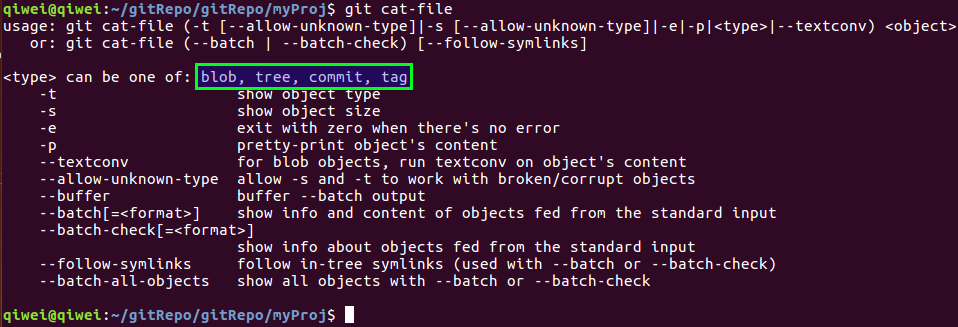 qiwei@qiwei:~/gitRepo/gitRepo/myProj$ git cat-file
usage: git cat-file (-t [--allow-unknown-type]|-s [--allow-unknown-type]|-e|-p|<type>|--textconv) <object>
   or: git cat-file (--batch | --batch-check) [--follow-symlinks]

<type> can be one of: blob, tree, commit, tag
    -t                    show object type
    -s                    show object size
    -e                    exit with zero when there's no error
    -p                    pretty-print object's content
    --textconv            for blob objects, run textconv on object's content
    --allow-unknown-type  allow -s and -t to work with broken/corrupt objects
    --buffer              buffer --batch output
    --batch[=<format>]    show info and content of objects fed from the standard input
    --batch-check[=<format>]
                          show info about objects fed from the standard input
    --follow-symlinks     follow in-tree symlinks (used with --batch or --batch-check)
    --batch-all-objects   show all objects with --batch or --batch-check

qiwei@qiwei:~/gitRepo/gitRepo/myProj$